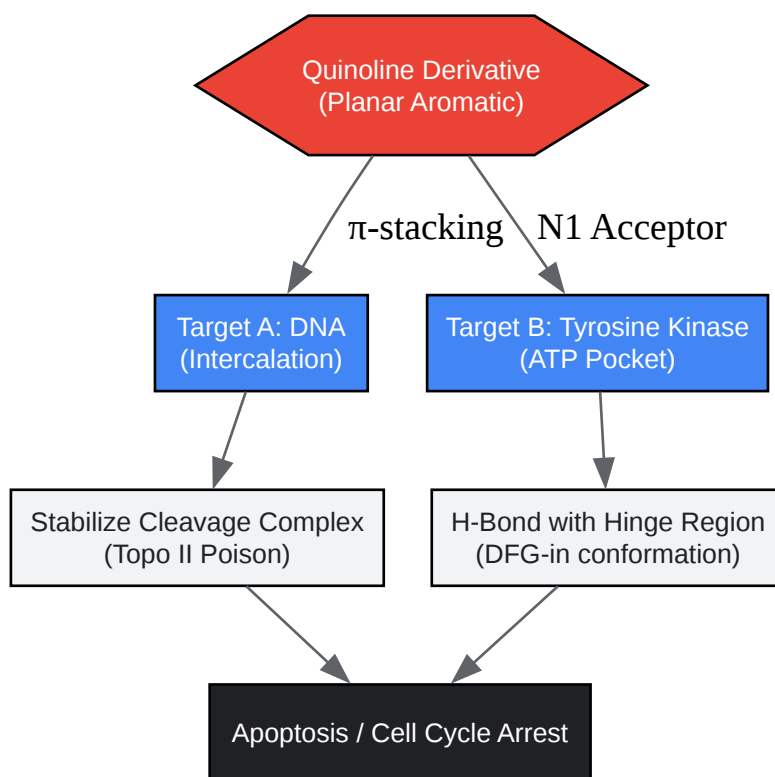 Quinoline Derivative
(Planar Aromatic)
π-stacking
N1 Acceptor
Target A: DNA
(Intercalation)
Target B: Tyrosine Kinase
(ATP Pocket)
Stabilize Cleavage Complex
(Topo II Poison)
H-Bond with Hinge Region
(DFG-in conformation)
Apoptosis / Cell Cycle Arrest